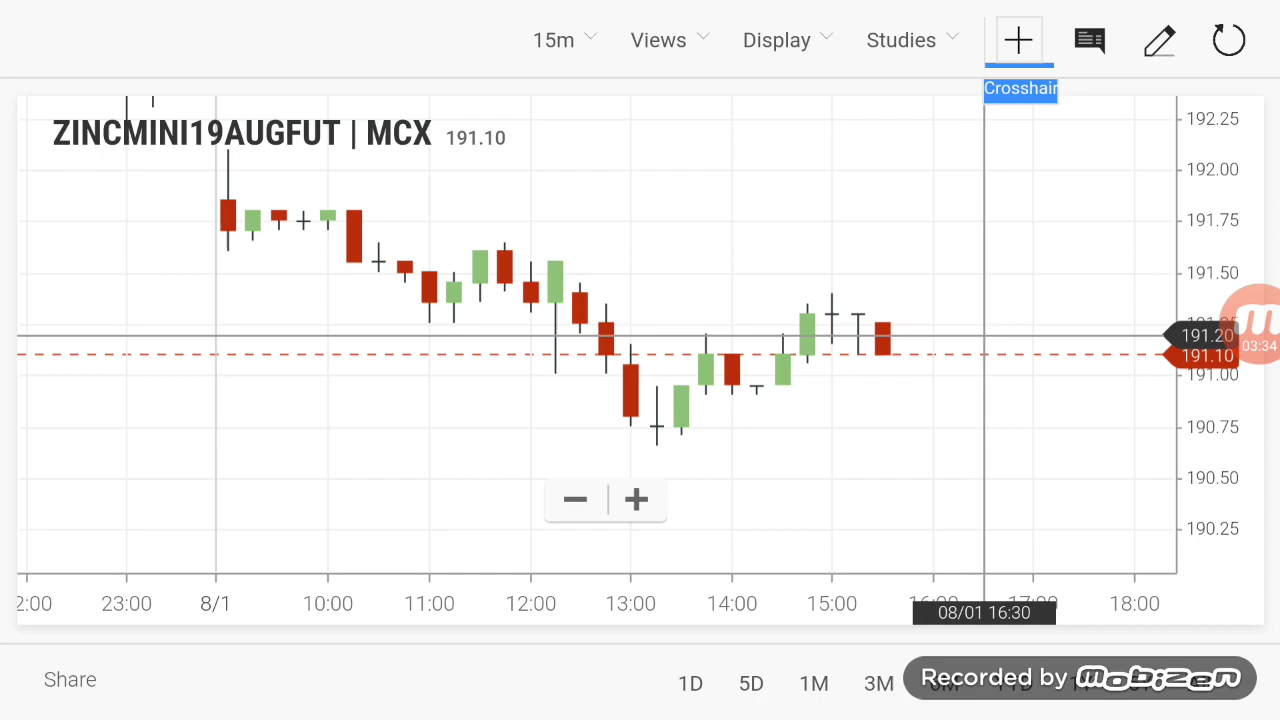 15m Views Display Studies
Crosshair
ZINCMINI19AUGFUT | MCX 191.10
192.25
192.00
191.75
191.50
191.20
03:34
191.10
191.00
190.75
190.50
190.25
23:00 8/1 10:00 11:00 12:00 13:00 14:00 15:00 18:00
08/01 16:30
Share 1D 5D 1M 3M
Recorded by mobizen